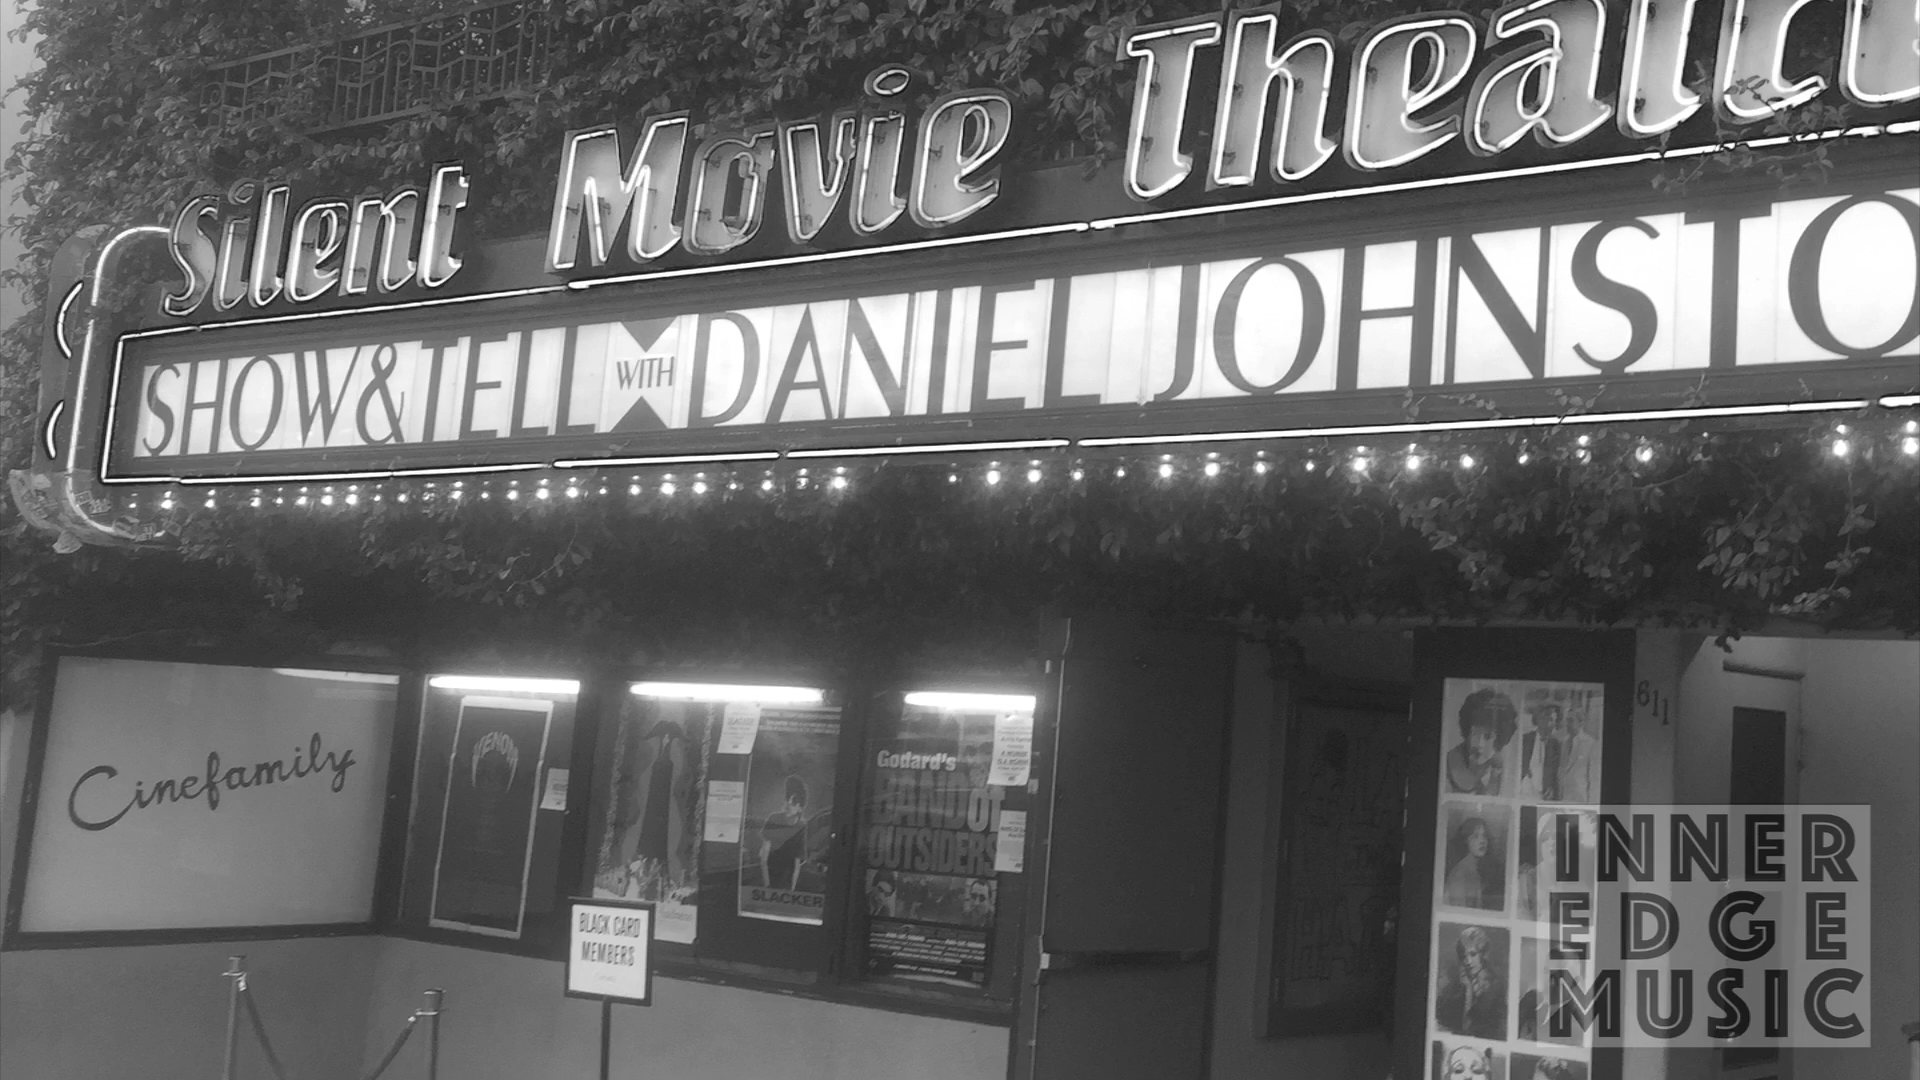 Silent Movie Theatre
SHOW&TELL WITH DANIEL JOHNSTO
Cinefamily
VENOM
SLACKER
Godard's
BAND OF
OUTSIDERS
BLACK CARD
MEMBERS
611
INNER
EDGE
MUSIC